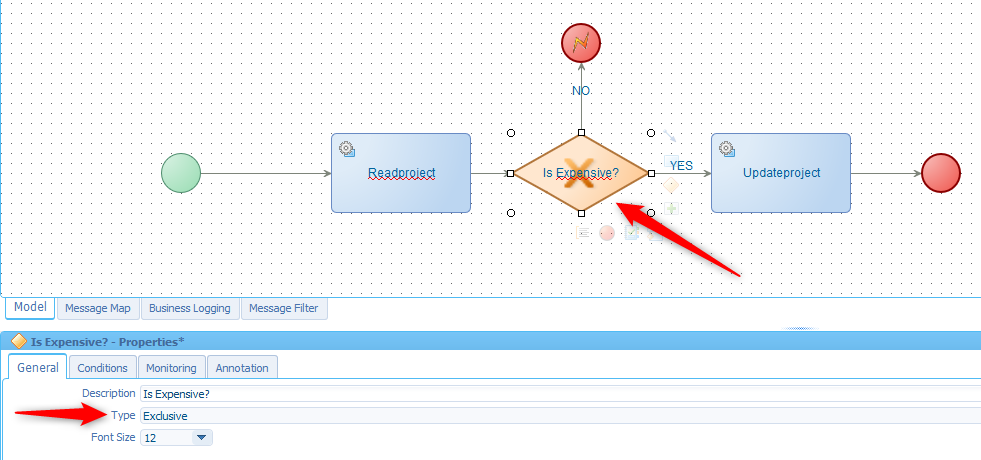 NO
Readproject
Is Expensive?
YES
Updateproject
Model
Message Map
Business Logging
Message Filter
Is Expensive? - Properties*
General
Conditions
Monitoring
Annotation
Description Is Expensive?
Type Exclusive
Font Size 12